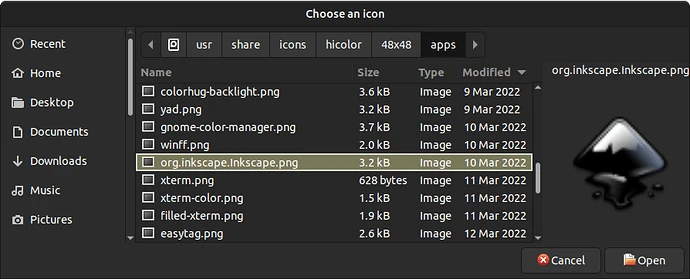 Choose an icon
Recent
Home
Desktop
Documents
Downloads
Music
Pictures
usr share icons hicolor 48x48 apps
Name Size Type Modified
colorhug-backlight.png 3.6 kB Image 9 Mar 2022
yad.png 3.2 kB Image 9 Mar 2022
gnome-color-manager.png 3.7 kB Image 10 Mar 2022
winff.png 2.0 kB Image 10 Mar 2022
org.inkscape.Inkscape.png 3.2 kB Image 10 Mar 2022
xterm.png 628 bytes Image 11 Mar 2022
xterm-color.png 1.5 kB Image 11 Mar 2022
filled-xterm.png 1.9 kB Image 11 Mar 2022
easytag.png 2.6 kB Image 12 Mar 2022
org.inkscape.Inkscape.png
Cancel Open